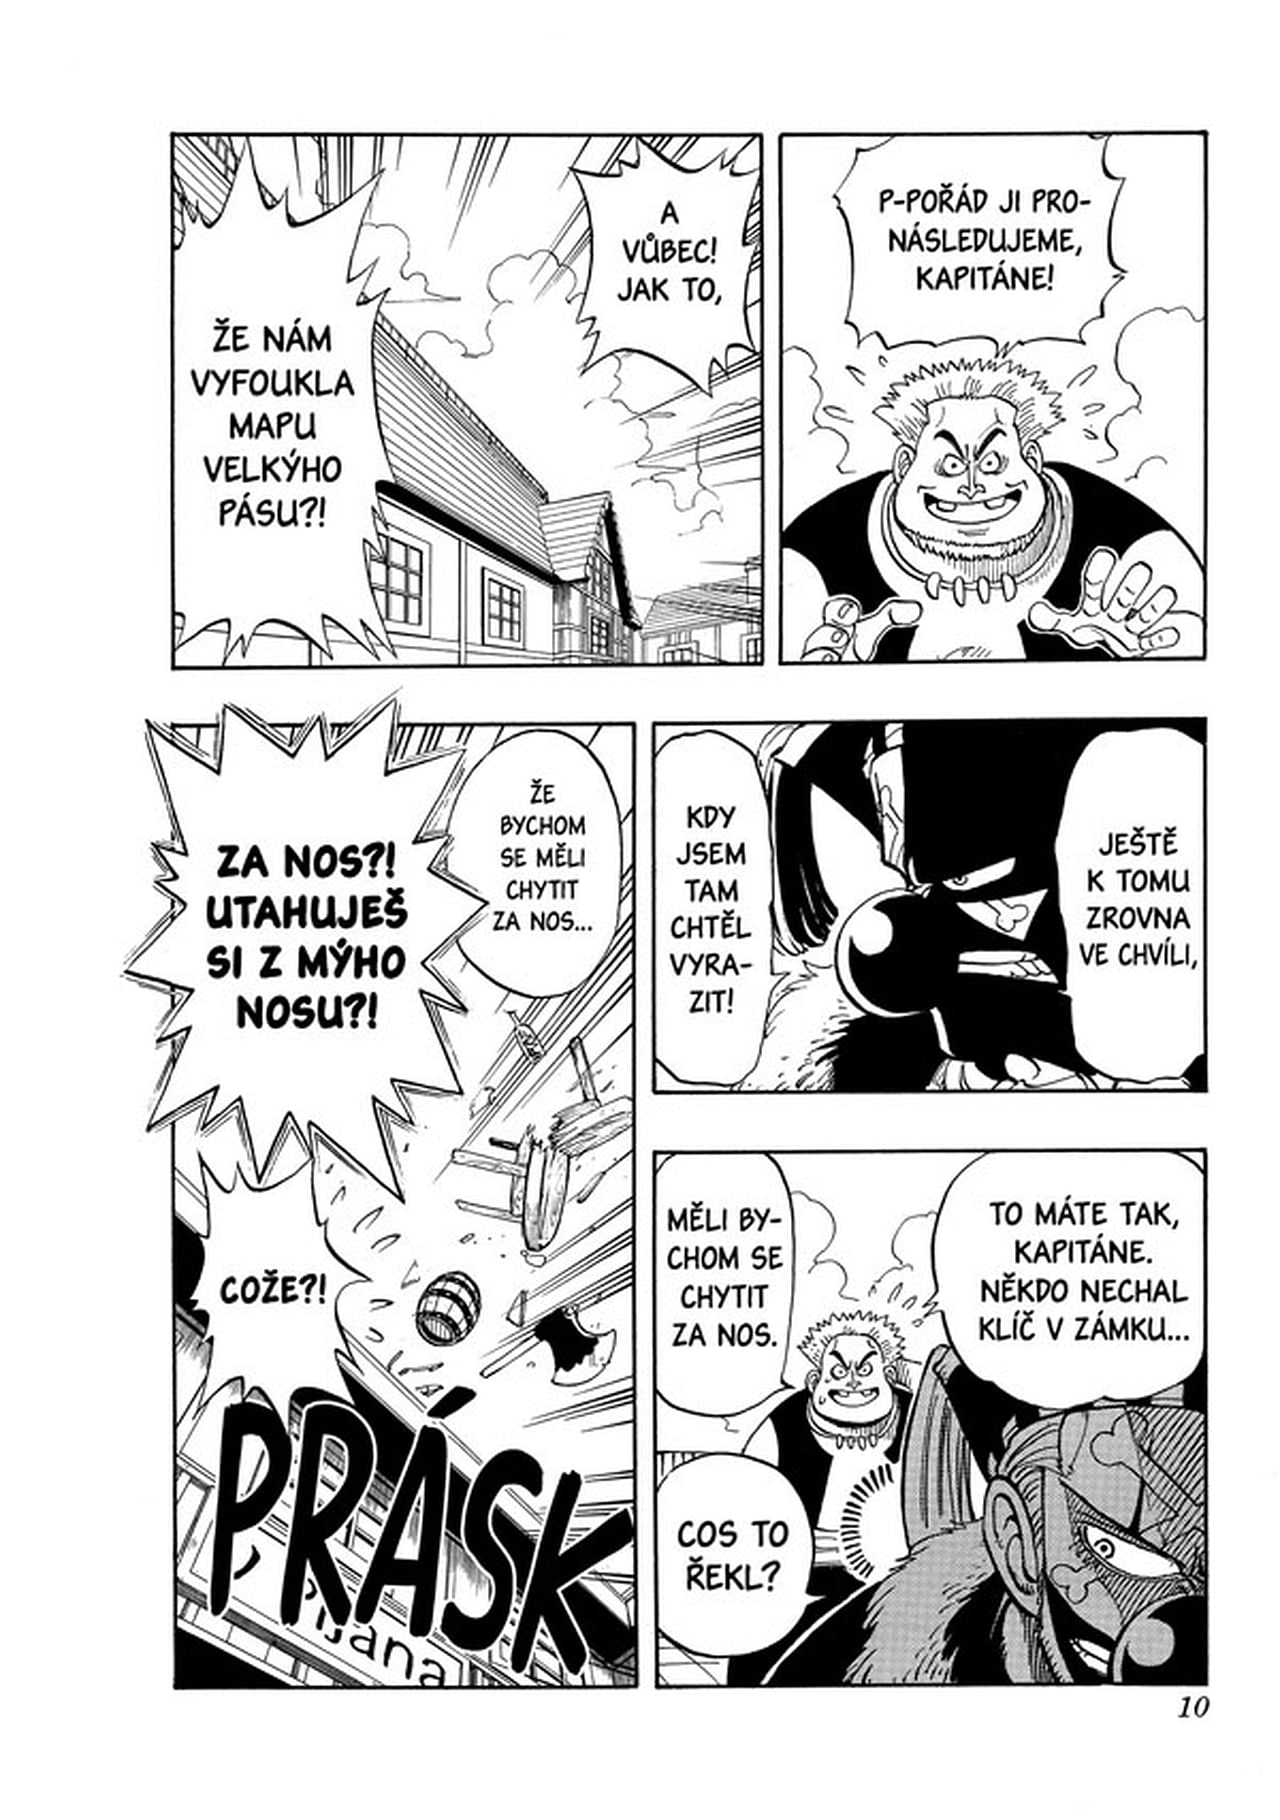 P-POŘÁD JI PRO-
NÁSLEDUJEME,
KAPITÁNE!
A
VŮBEC!
JAK TO,
ŽE NÁM
VYFOUKLA
MAPU
VELKÝHO
PÁSU?!
JEŠTĚ
K TOMU
ZROVNA
VE CHVÍLI,
KDY
JSEM
TAM
CHTĚL
VYRA-
ZIT!
TO MÁTE TAK,
KAPITÁNE.
NĚKDO NECHAL
KLÍČ V ZÁMKU...
MĚLI BY-
CHOM SE
CHYTIT
ZA NOS.
COS TO
ŘEKL?
ŽE
BYCHOM
SE MĚLI
CHYTIT
ZA NOS...
ZA NOS?!
UTAHUJEŠ
SI Z MÝHO
NOSU?!
COŽE?!
PRÁSK
10